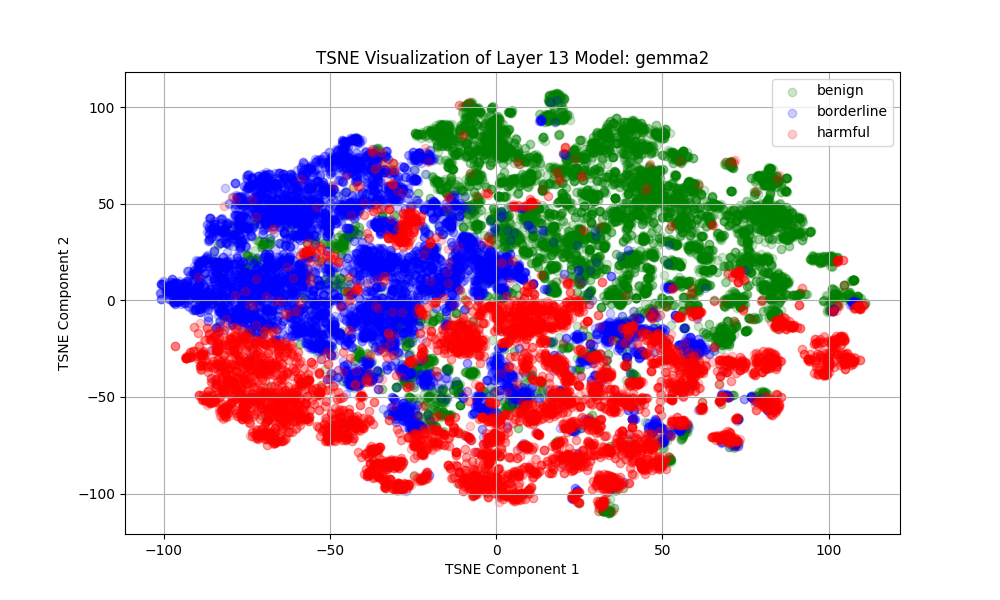 TSNE Visualization of Layer 13 Model: gemma2
benign
borderline
harmful
100
50
0
−50
−100
TSNE Component 2
−100
−50
0
50
100
TSNE Component 1